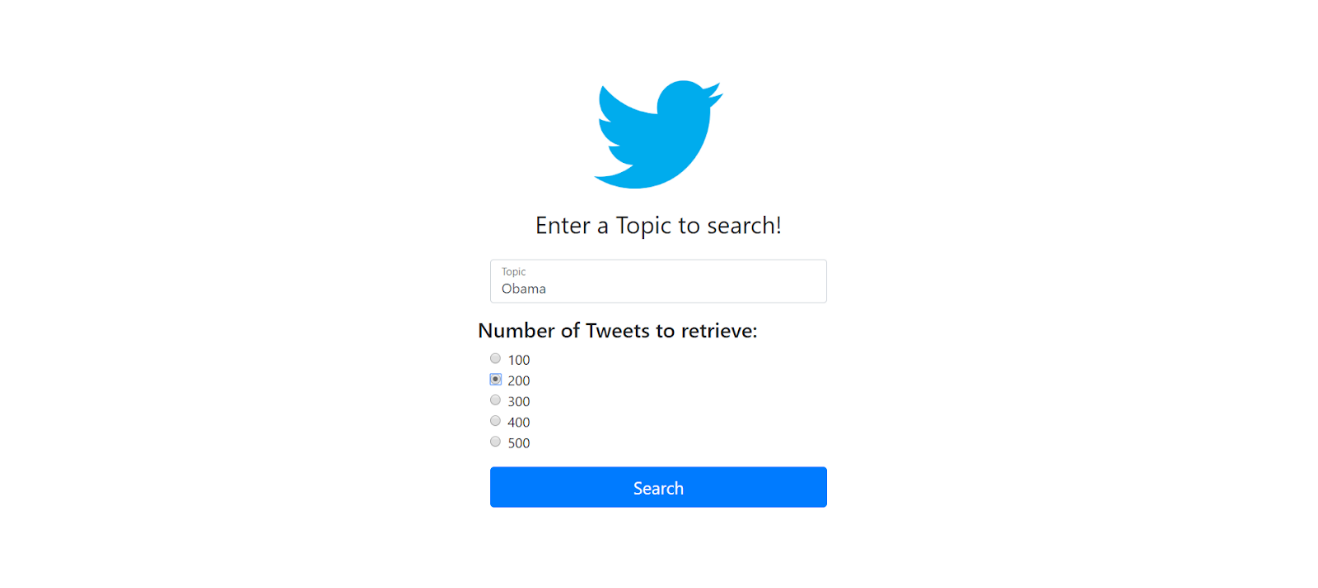 Enter a Topic to search!
Topic
Obama
Number of Tweets to retrieve:
100
200
300
400
500
Search